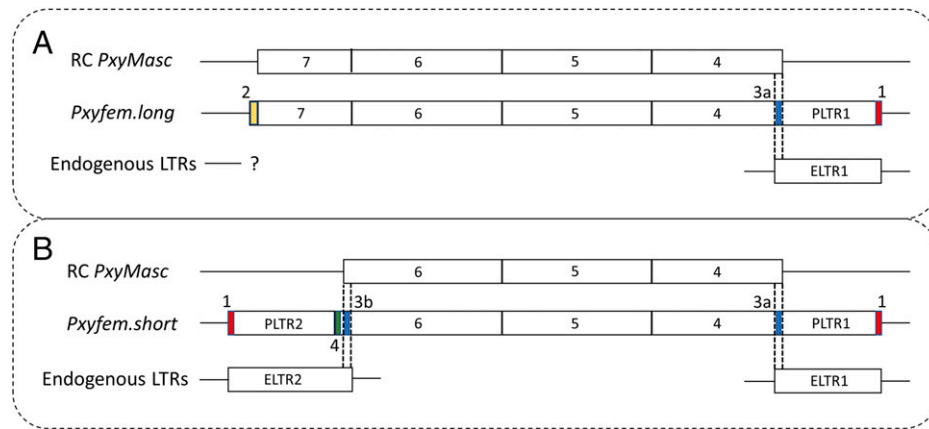 A
RC PxyMasc
7 6 5 4
2 3a 1
Pxyfem.long
7 6 5 4 PLTR1
Endogenous LTRs
?
ELTR1
B
RC PxyMasc
6 5 4
1 3b 3a 1
Pxyfem.short
PLTR2 6 5 4 PLTR1
4
Endogenous LTRs
ELTR2 ELTR1